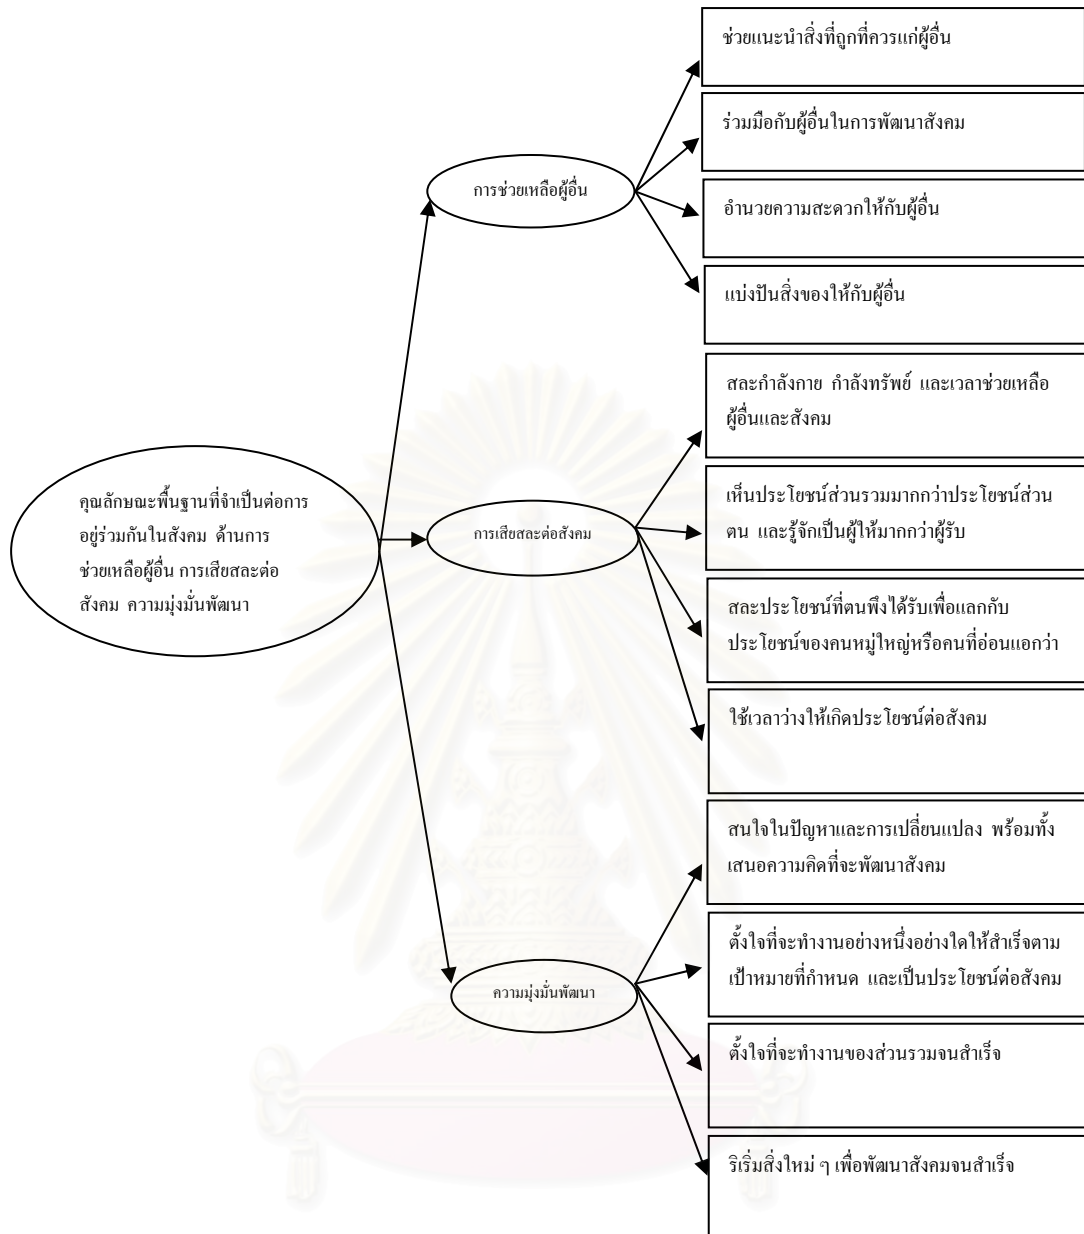 คุณลักษณะพื้นฐานที่จำเป็นต่อการ
อยู่ร่วมกันในสังคม ด้านการ
ช่วยเหลือผู้อื่น การเสียสละต่อ
สังคม ความมุ่งมั่นพัฒนา
การช่วยเหลือผู้อื่น
ช่วยแนะนำสิ่งที่ถูกที่ควรแก่ผู้อื่น
ร่วมมือกับผู้อื่นในการพัฒนาสังคม
อำนวยความสะดวกให้กับผู้อื่น
แบ่งปันสิ่งของให้กับผู้อื่น
การเสียสละต่อสังคม
สละกำลังกาย กำลังทรัพย์ และเวลาช่วยเหลือ
ผู้อื่นและสังคม
เห็นประโยชน์ส่วนรวมมากกว่าประโยชน์ส่วน
ตน และรู้จักเป็นผู้ให้มากกว่าผู้รับ
สละประโยชน์ที่ตนพึงได้รับเพื่อแลกกับ
ประโยชน์ของคนหมู่ใหญ่หรือคนที่อ่อนแอกว่า
ใช้เวลาว่างให้เกิดประโยชน์ต่อสังคม
ความมุ่งมั่นพัฒนา
สนใจในปัญหาและการเปลี่ยนแปลง พร้อมทั้ง
เสนอความคิดที่จะพัฒนาสังคม
ตั้งใจที่จะทำงานอย่างหนึ่งอย่างใดให้สำเร็จตาม
เป้าหมายที่กำหนด และเป็นประโยชน์ต่อสังคม
ตั้งใจที่จะทำงานของส่วนรวมจนสำเร็จ
ริเริ่มสิ่งใหม่ ๆ เพื่อพัฒนาสังคมจนสำเร็จ